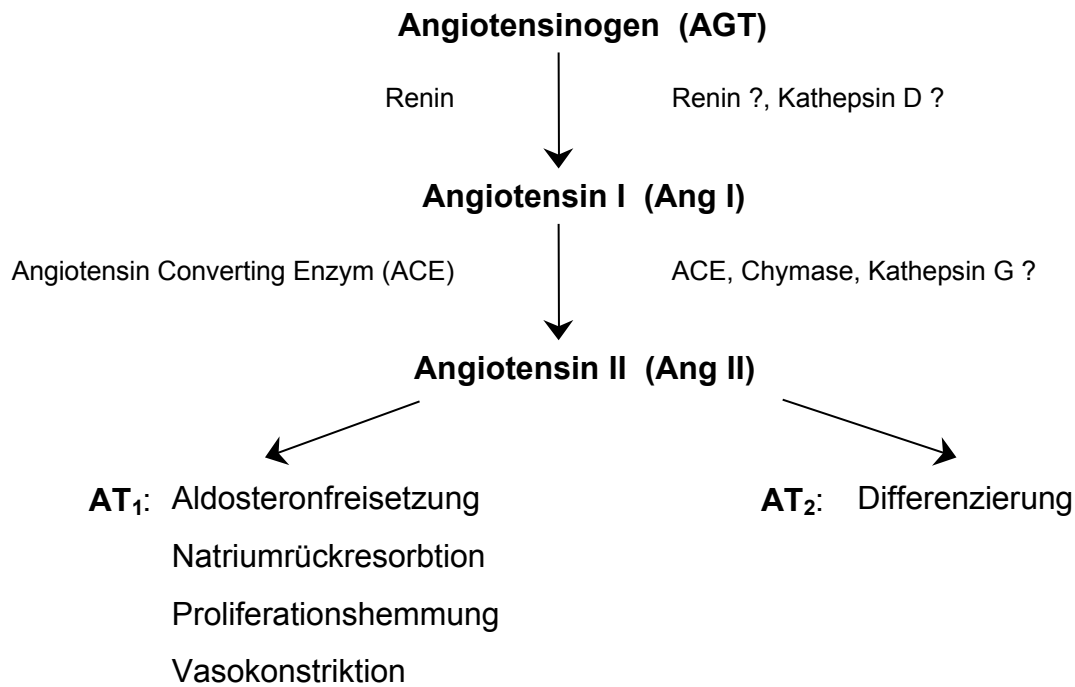 Angiotensinogen (AGT)
Renin
Renin ?, Kathepsin D ?
Angiotensin I (Ang I)
Angiotensin Converting Enzym (ACE)
ACE, Chymase, Kathepsin G ?
Angiotensin II (Ang II)
AT₁: Aldosteronfreisetzung
AT₂: Differenzierung
Natriumrückresorbtion
Proliferationshemmung
Vasokonstriktion